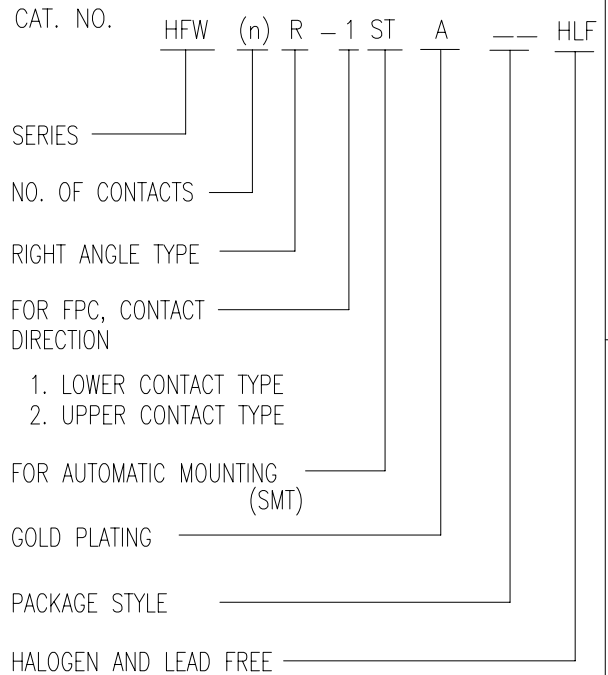 CAT. NO. HFW (n) R – 1 ST A __ __ HLF
SERIES
NO. OF CONTACTS
RIGHT ANGLE TYPE
FOR FPC, CONTACT
DIRECTION
1. LOWER CONTACT TYPE
2. UPPER CONTACT TYPE
FOR AUTOMATIC MOUNTING
(SMT)
GOLD PLATING
PACKAGE STYLE
HALOGEN AND LEAD FREE